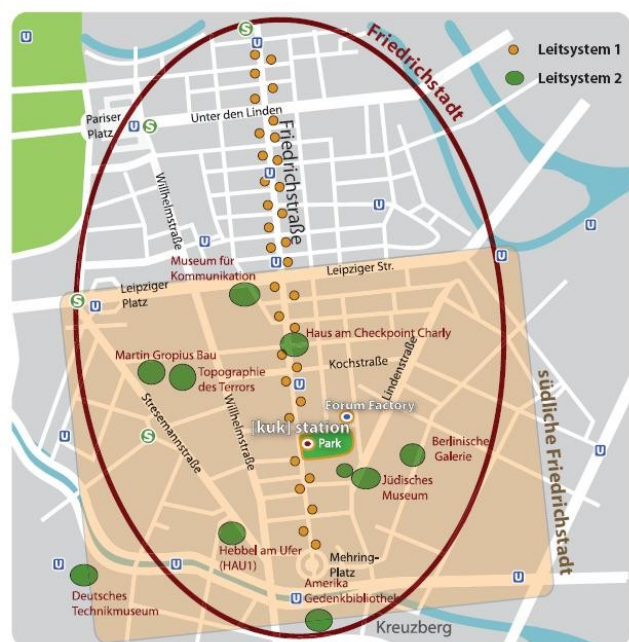 U
S
U
Friedrichstadt
Leitsystem 1
Leitsystem 2
Pariser
Platz
S
U
S
Unter den Linden
U
Friedrichstraße
U
Willhelmstraße
U
U
U
Museum für
Kommunikation
U
Leipziger Str.
U
Leipziger
Platz
S
U
Haus am Checkpoint Charly
Martin Gropius Bau
Topographie
des Terrors
Kochstraße
Lindenstraße
U
Stresemannstraße
Willhelmstraße
Forum Factory
[kuk] station
Park
S
Berlinische
Galerie
Jüdisches
Museum
südliche Friedrichstadt
U
Hebbel am Ufer
(HAU1)
Mehring-
Platz
U
U
U
Deutsches
Technikmuseum
Amerika
Gedenkbibliothek
U
Kreuzberg